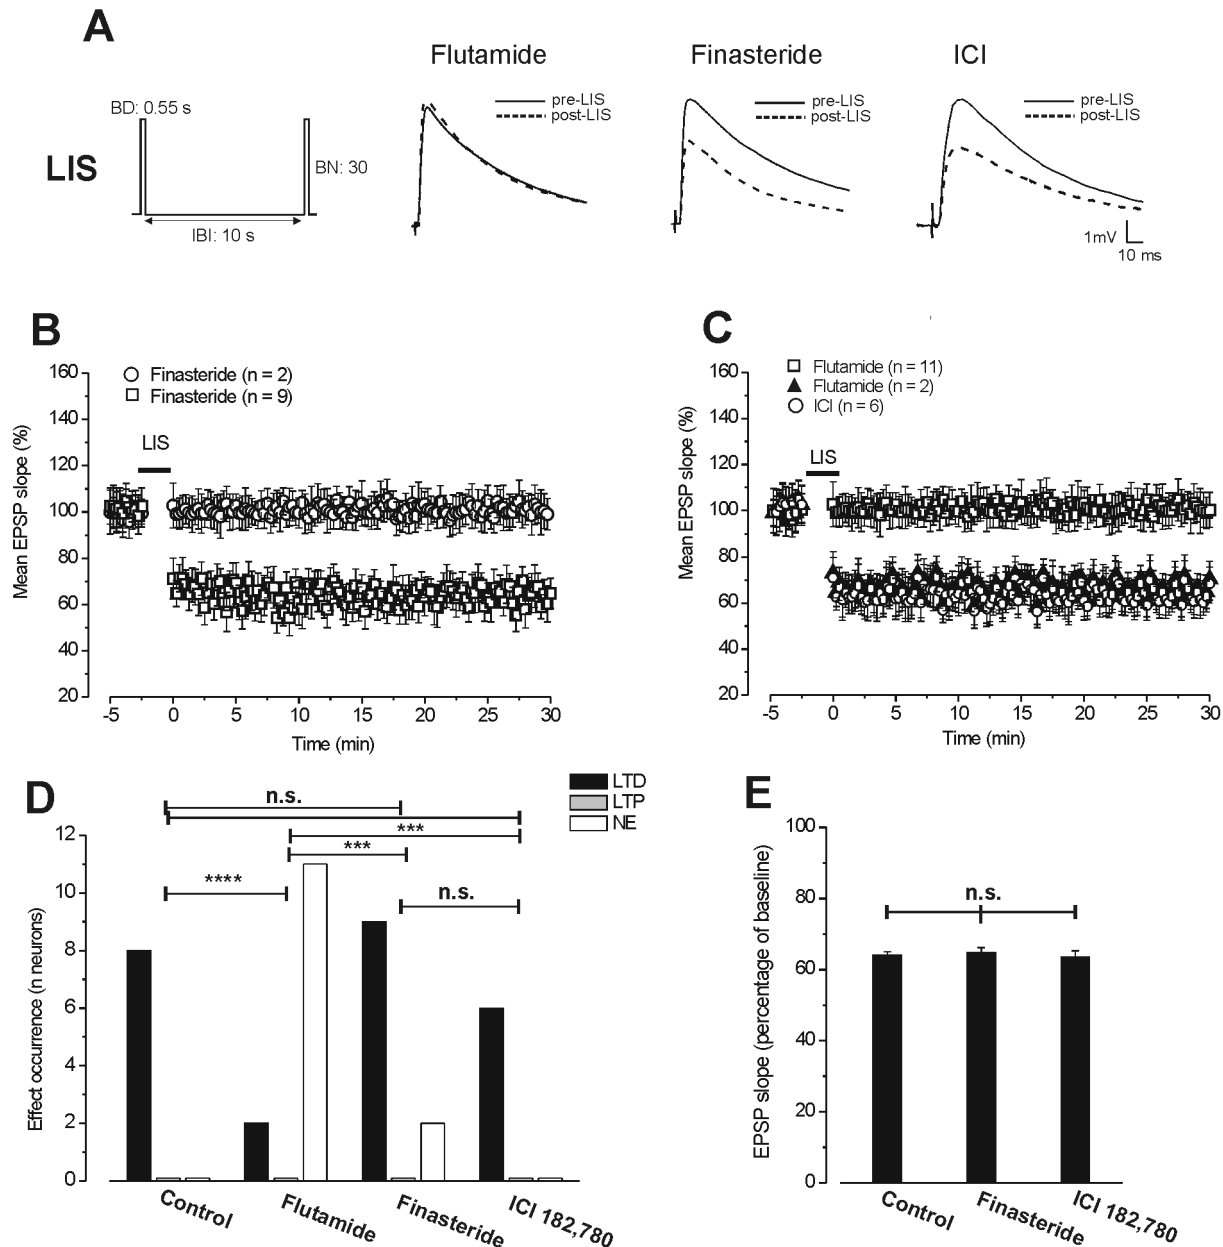 A
Flutamide
Finasteride
ICI
BD: 0.55 s
LIS
BN: 30
IBI: 10 s
pre-LIS
post-LIS
pre-LIS
post-LIS
pre-LIS
post-LIS
1mV
10 ms
B
Finasteride (n = 2)
Finasteride (n = 9)
LIS
Mean EPSP slope (%)
160
140
120
100
80
60
40
20
-5 0 5 10 15 20 25 30
Time (min)
C
Flutamide (n = 11)
Flutamide (n = 2)
ICI (n = 6)
LIS
Mean EPSP slope (%)
160
140
120
100
80
60
40
20
-5 0 5 10 15 20 25 30
Time (min)
D
LTD
LTP
NE
n.s.
***
***
****
n.s.
Effect occurrence (n neurons)
12
10
8
6
4
2
0
Control
Flutamide
Finasteride
ICI 182,780
E
n.s.
EPSP slope (percentage of baseline)
100
80
60
40
20
0
Control
Finasteride
ICI 182,780